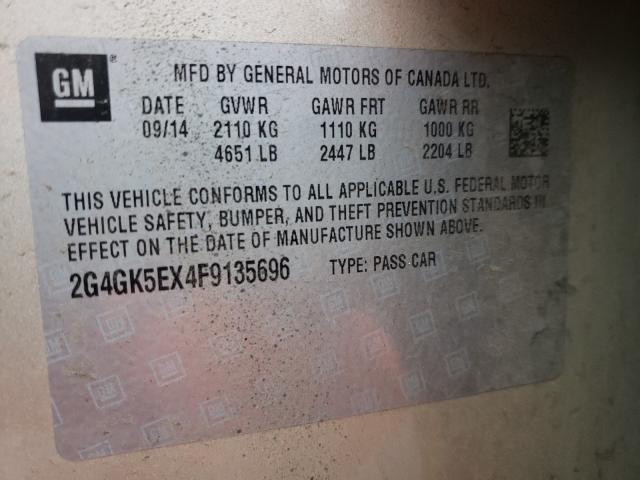 GM ®
MFD BY GENERAL MOTORS OF CANADA LTD.
DATE GVWR GAWR FRT GAWR RR
09/14 2110 KG 1110 KG 1000 KG
4651 LB 2447 LB 2204 LB
THIS VEHICLE CONFORMS TO ALL APPLICABLE U.S. FEDERAL MOTOR
VEHICLE SAFETY, BUMPER, AND THEFT PREVENTION STANDARDS IN
EFFECT ON THE DATE OF MANUFACTURE SHOWN ABOVE.
2G4GK5EX4F9135696 TYPE: PASS CAR